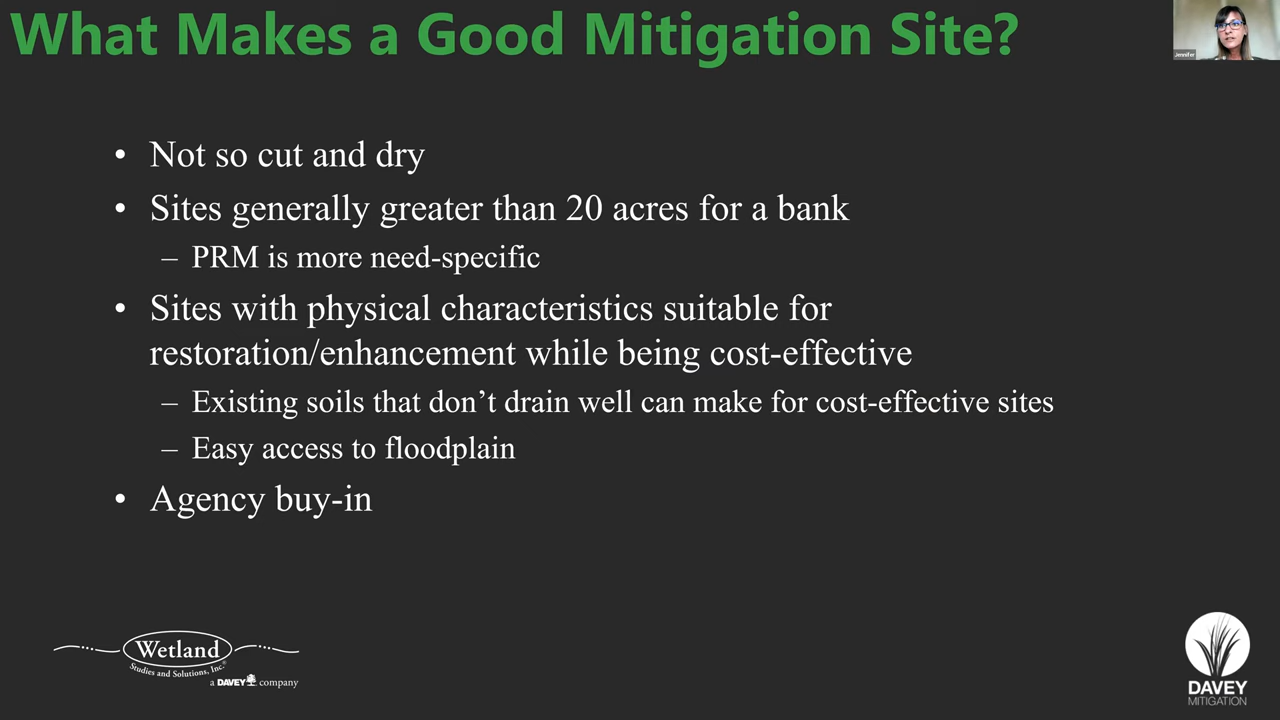 What Makes a Good Mitigation Site?
Jennifer
• Not so cut and dry
• Sites generally greater than 20 acres for a bank
– PRM is more need-specific
• Sites with physical characteristics suitable for
restoration/enhancement while being cost-effective
– Existing soils that don’t drain well can make for cost-effective sites
– Easy access to floodplain
• Agency buy-in
Wetland
Studies and Solutions, Inc.®
a DAVEY company
DAVEY
MITIGATION